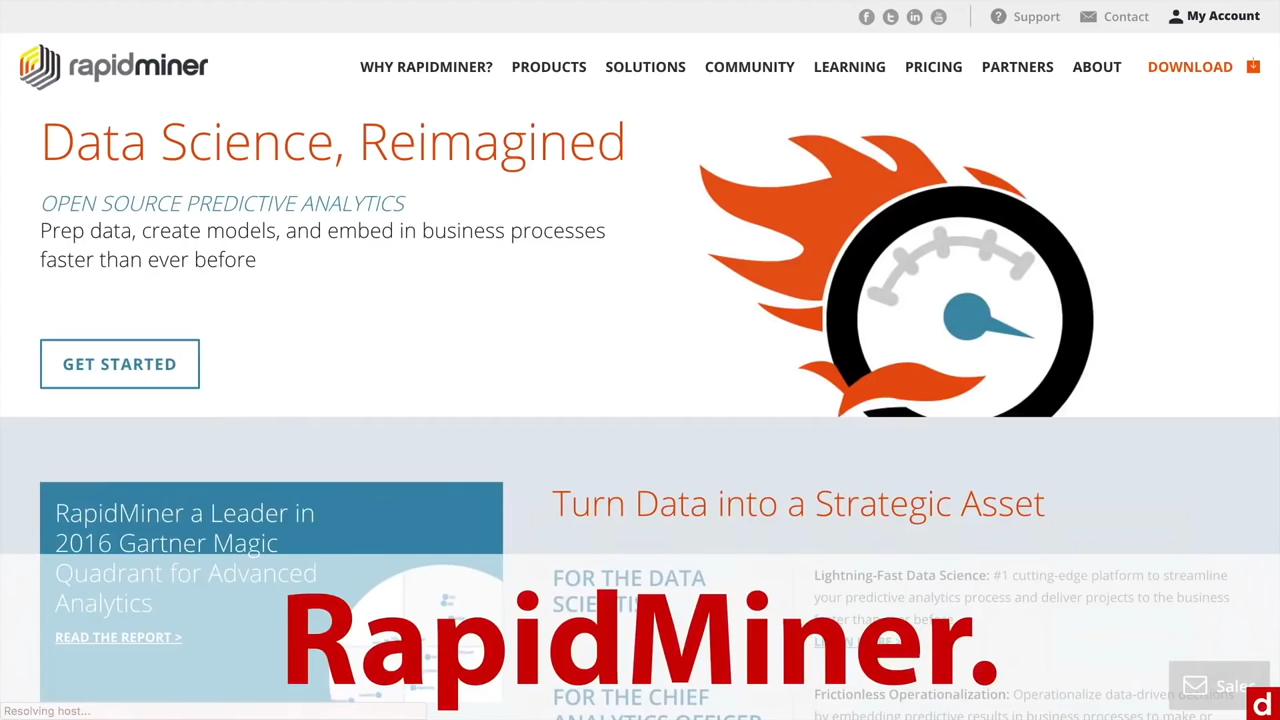 Support Contact My Account
rapidminer
WHY RAPIDMINER? PRODUCTS SOLUTIONS COMMUNITY LEARNING PRICING PARTNERS ABOUT DOWNLOAD
Data Science, Reimagined
OPEN SOURCE PREDICTIVE ANALYTICS
Prep data, create models, and embed in business processes
faster than ever before
GET STARTED
RapidMiner a Leader in
2016 Gartner Magic
Quadrant for Advanced
Analytics
READ THE REPORT >
Turn Data into a Strategic Asset
FOR THE DATA
SCIENTIST
Lightning-Fast Data Science: #1 cutting-edge platform to streamline
your predictive analytics process and deliver projects to the business
faster than ever before
FOR THE CHIEF
ANALYTICS OFFICER
Frictionless Operationalization: Operationalize data-driven decisions
by embedding predictive results in business processes to make or
RapidMiner.
Sales
Resolving host...
d